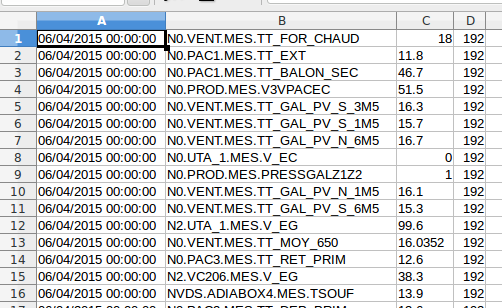 A B C D
1 06/04/2015 00:00:00 N0.VENT.MES.TT_FOR_CHAUD 18 192
2 06/04/2015 00:00:00 N0.PAC1.MES.TT_EXT 11.8 192
3 06/04/2015 00:00:00 N0.PAC1.MES.TT_BALON_SEC 46.7 192
4 06/04/2015 00:00:00 N0.PROD.MES.V3VPACEC 51.5 192
5 06/04/2015 00:00:00 N0.VENT.MES.TT_GAL_PV_S_3M5 16.3 192
6 06/04/2015 00:00:00 N0.VENT.MES.TT_GAL_PV_S_1M5 15.7 192
7 06/04/2015 00:00:00 N0.VENT.MES.TT_GAL_PV_N_6M5 16.7 192
8 06/04/2015 00:00:00 N0.UTA_1.MES.V_EC 0 192
9 06/04/2015 00:00:00 N0.PROD.MES.PRESSGALZ1Z2 1 192
10 06/04/2015 00:00:00 N0.VENT.MES.TT_GAL_PV_N_1M5 16.1 192
11 06/04/2015 00:00:00 N0.VENT.MES.TT_GAL_PV_S_6M5 15.3 192
12 06/04/2015 00:00:00 N2.UTA_1.MES.V_EG 99.6 192
13 06/04/2015 00:00:00 N0.VENT.MES.TT_MOY_650 16.0352 192
14 06/04/2015 00:00:00 N0.PAC3.MES.TT_RET_PRIM 12.6 192
15 06/04/2015 00:00:00 N2.VC206.MES.V_EG 38.3 192
16 06/04/2015 00:00:00 NVDS.ADIABOX4.MES.TSOUF 13.9 192